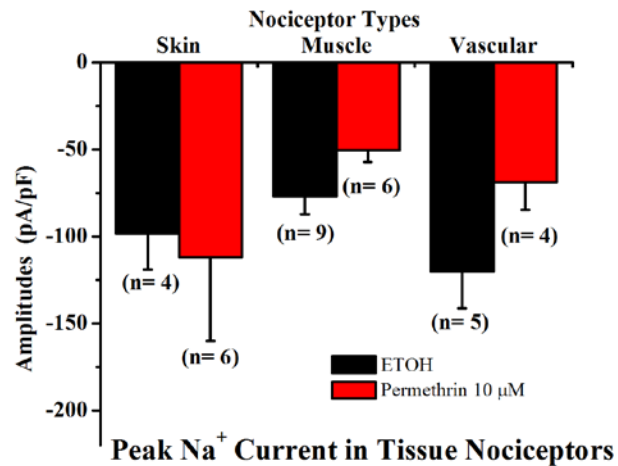 Nociceptor Types
Skin Muscle Vascular
0
-50
-100
-150
-200
Amplitudes (pA/pF)
(n= 4)
(n= 6)
(n= 9)
(n= 6)
(n= 5)
(n= 4)
ETOH
Permethrin 10 μM
Peak Na⁺ Current in Tissue Nociceptors